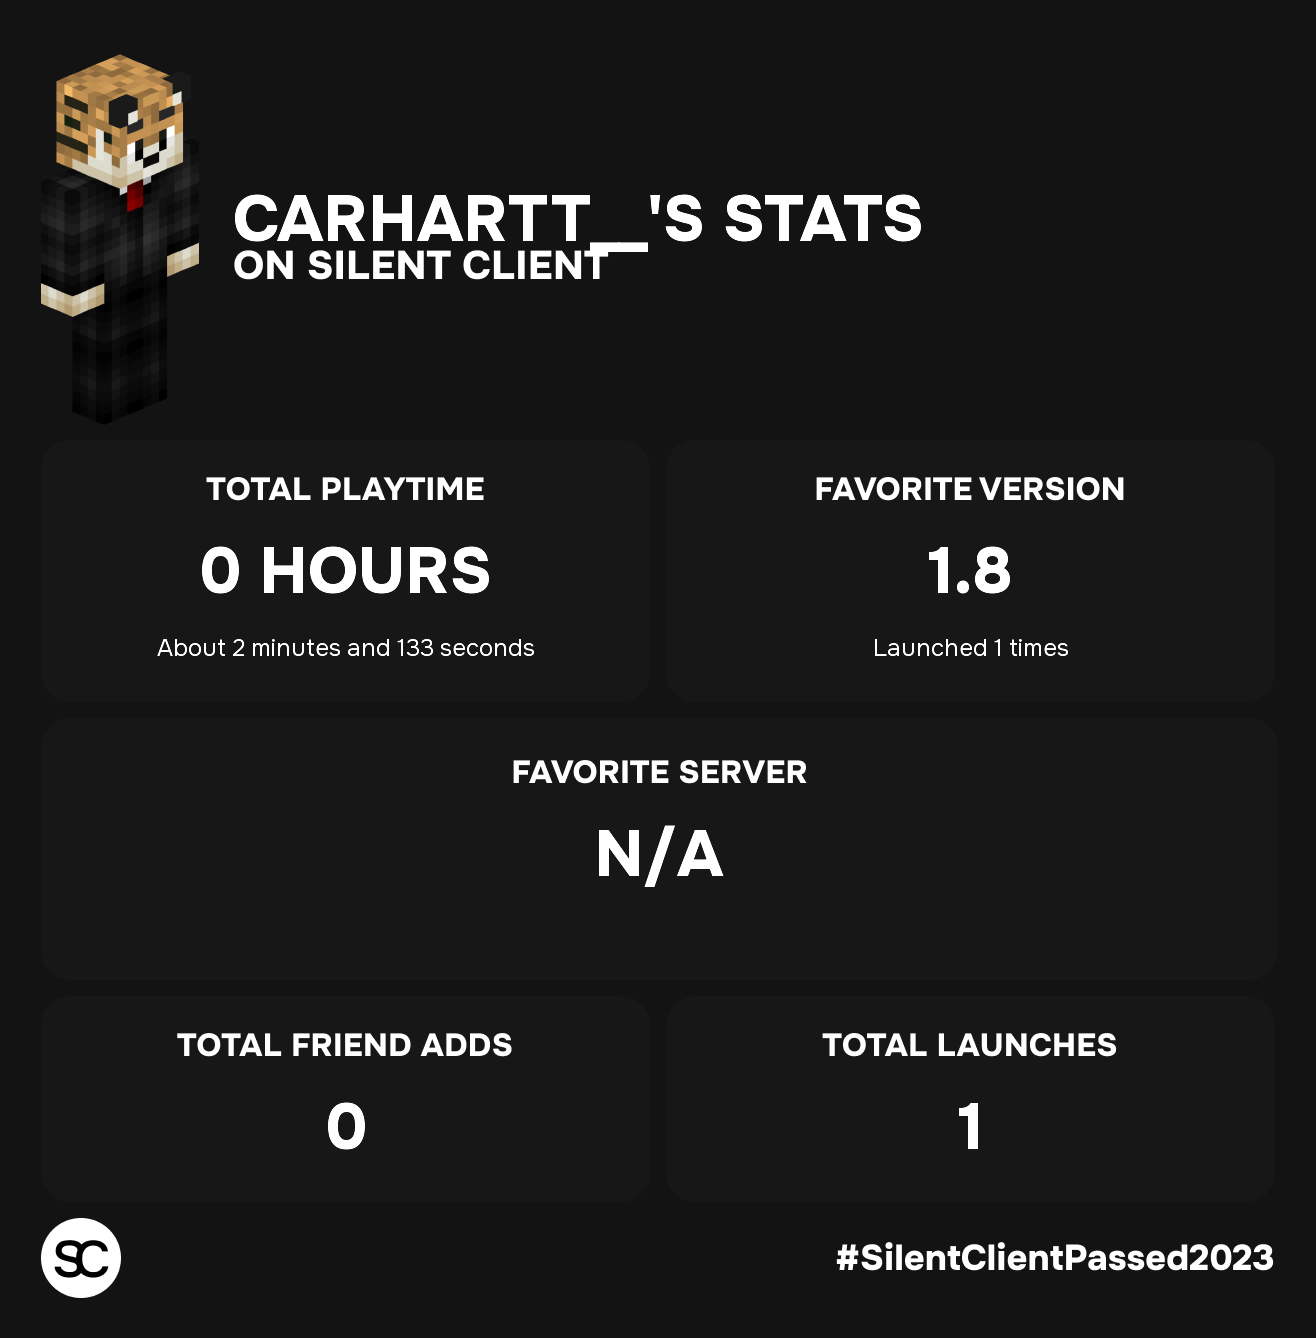 CARHARTT__'S STATS
ON SILENT CLIENT
TOTAL PLAYTIME
0 HOURS
About 2 minutes and 133 seconds
FAVORITE VERSION
1.8
Launched 1 times
FAVORITE SERVER
N/A
TOTAL FRIEND ADDS
0
TOTAL LAUNCHES
1
SC
#SilentClientPassed2023